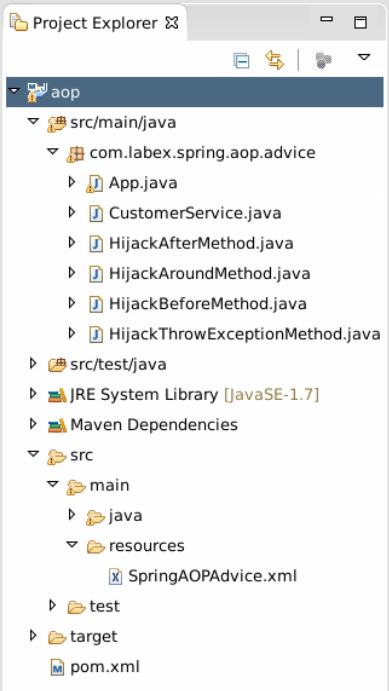 Project Explorer
aop
src/main/java
com.labex.spring.aop.advice
App.java
CustomerService.java
HijackAfterMethod.java
HijackAroundMethod.java
HijackBeforeMethod.java
HijackThrowExceptionMethod.java
src/test/java
JRE System Library [JavaSE-1.7]
Maven Dependencies
src
main
java
resources
SpringAOPAdvice.xml
test
target
pom.xml